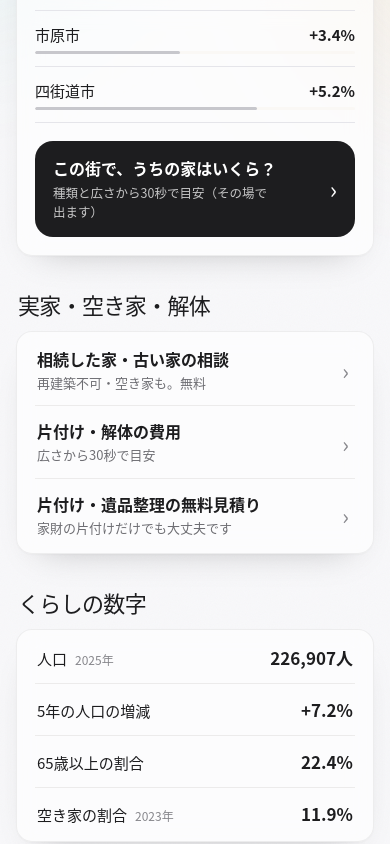 市原市 +3.4%
四街道市 +5.2%
この街で、うちの家はいくら？
種類と広さから30秒で目安（その場で
出ます）
実家・空き家・解体
相続した家・古い家の相談
再建築不可・空き家も。無料
片付け・解体の費用
広さから30秒で目安
片付け・遺品整理の無料見積り
家財の片付けだけでも大丈夫です
くらしの数字
人口 2025年 226,907人
5年の人口の増減 +7.2%
65歳以上の割合 22.4%
空き家の割合 2023年 11.9%